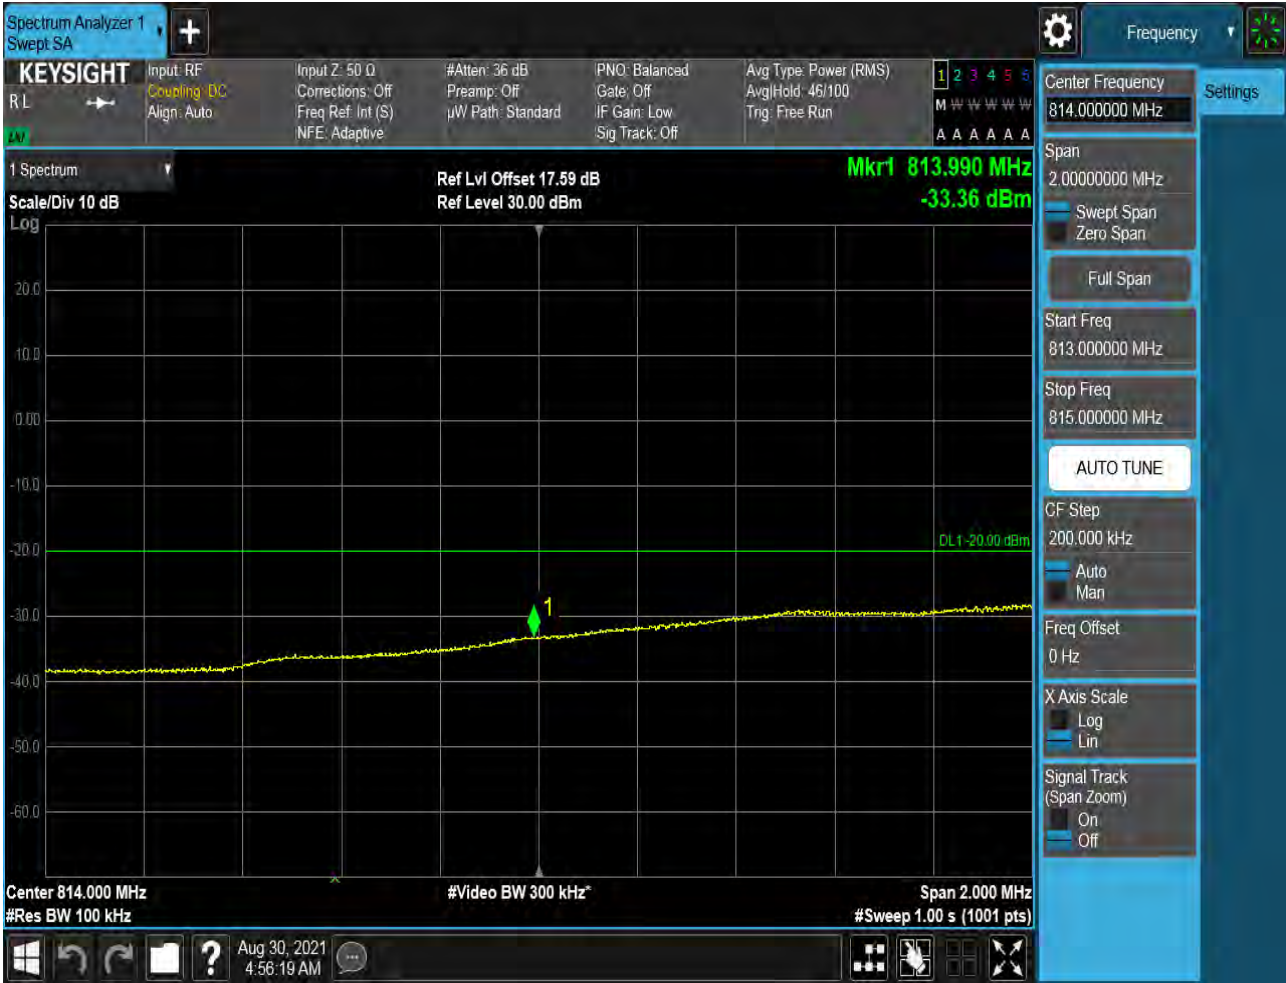 Spectrum Analyzer 1
Swept SA
+
Frequency
KEYSIGHT
R L
LXI
Input: RF
Coupling: DC
Align: Auto
Input Z: 50 Ω
Corrections: Off
Freq Ref: Int (S)
NFE: Adaptive
#Atten: 36 dB
Preamp: Off
µW Path: Standard
PNO: Balanced
Gate: Off
IF Gain: Low
Sig Track: Off
Avg Type: Power (RMS)
Avg|Hold: 46/100
Trig: Free Run
1 2 3 4 5 6
M W W W W W
A A A A A A
1 Spectrum
Scale/Div 10 dB
Log
Ref Lvl Offset 17.59 dB
Ref Level 30.00 dBm
Mkr1 813.990 MHz
-33.36 dBm
20.0
10.0
0.00
-10.0
-20.0
-30.0
-40.0
-50.0
-60.0
DL1 -20.00 dBm
1
Center 814.000 MHz
#Res BW 100 kHz
#Video BW 300 kHz*
Span 2.000 MHz
#Sweep 1.00 s (1001 pts)
?
Aug 30, 2021
4:56:19 AM
Center Frequency
814.000000 MHz
Span
2.00000000 MHz
Swept Span
Zero Span
Full Span
Start Freq
813.000000 MHz
Stop Freq
815.000000 MHz
AUTO TUNE
CF Step
200.000 kHz
Auto
Man
Freq Offset
0 Hz
X Axis Scale
Log
Lin
Signal Track
(Span Zoom)
On
Off
Settings